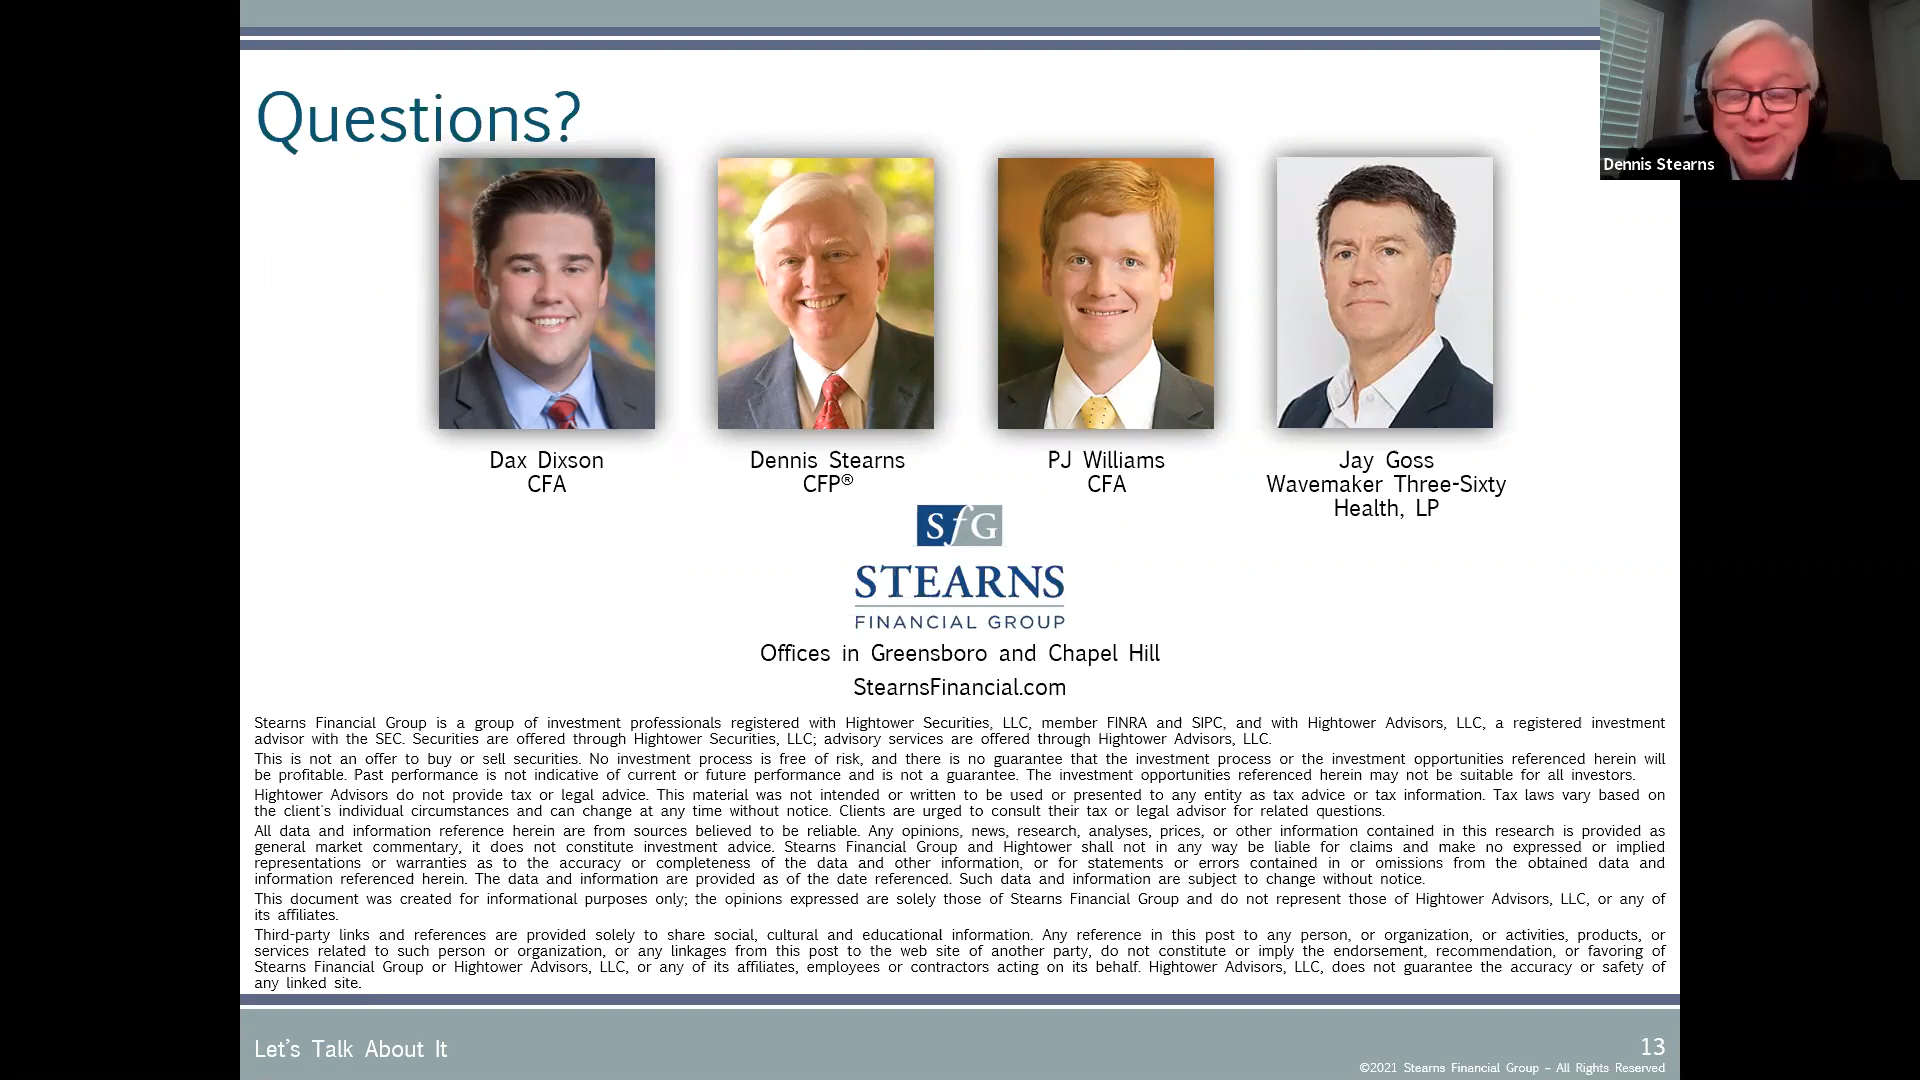 Questions?
Dennis Stearns
Dax Dixson
CFA
Dennis Stearns
CFP®
PJ Williams
CFA
Jay Goss
Wavemaker Three-Sixty
Health, LP
SfG
STEARNS
FINANCIAL GROUP
Offices in Greensboro and Chapel Hill
StearnsFinancial.com
Stearns Financial Group is a group of investment professionals registered with Hightower Securities, LLC, member FINRA and SIPC, and with Hightower Advisors, LLC, a registered investment
advisor with the SEC. Securities are offered through Hightower Securities, LLC; advisory services are offered through Hightower Advisors, LLC.
This is not an offer to buy or sell securities. No investment process is free of risk, and there is no guarantee that the investment process or the investment opportunities referenced herein will
be profitable. Past performance is not indicative of current or future performance and is not a guarantee. The investment opportunities referenced herein may not be suitable for all investors.
Hightower Advisors do not provide tax or legal advice. This material was not intended or written to be used or presented to any entity as tax advice or tax information. Tax laws vary based on
the client's individual circumstances and can change at any time without notice. Clients are urged to consult their tax or legal advisor for related questions.
All data and information reference herein are from sources believed to be reliable. Any opinions, news, research, analyses, prices, or other information contained in this research is provided as
general market commentary, it does not constitute investment advice. Stearns Financial Group and Hightower shall not in any way be liable for claims and make no expressed or implied
representations or warranties as to the accuracy or completeness of the data and other information, or for statements or errors contained in or omissions from the obtained data and
information referenced herein. The data and information are provided as of the date referenced. Such data and information are subject to change without notice.
This document was created for informational purposes only; the opinions expressed are solely those of Stearns Financial Group and do not represent those of Hightower Advisors, LLC, or any of
its affiliates.
Third-party links and references are provided solely to share social, cultural and educational information. Any reference in this post to any person, or organization, or activities, products, or
services related to such person or organization, or any linkages from this post to the web site of another party, do not constitute or imply the endorsement, recommendation, or favoring of
Stearns Financial Group or Hightower Advisors, LLC, or any of its affiliates, employees or contractors acting on its behalf. Hightower Advisors, LLC, does not guarantee the accuracy or safety of
any linked site.
Let's Talk About It
13
©2021 Stearns Financial Group – All Rights Reserved